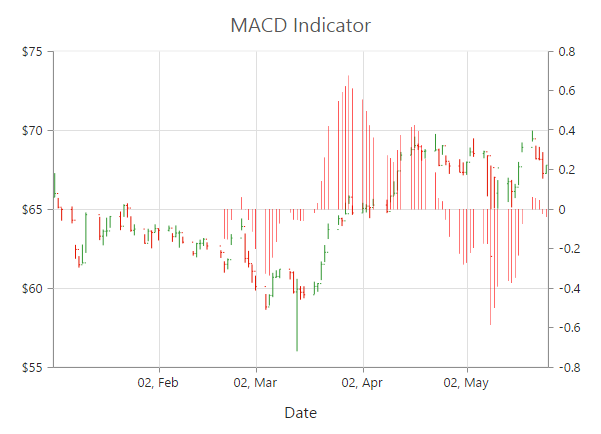 MACD Indicator
$75
$70
$65
$60
$55
0.8
0.6
0.4
0.2
0
-0.2
-0.4
-0.6
-0.8
02, Feb
02, Mar
02, Apr
02, May
Date